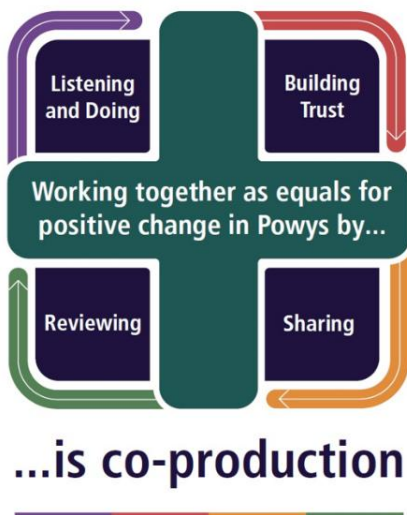 Listening
and Doing
Building
Trust
Working together as equals for
positive change in Powys by...
Reviewing
Sharing
...is co-production